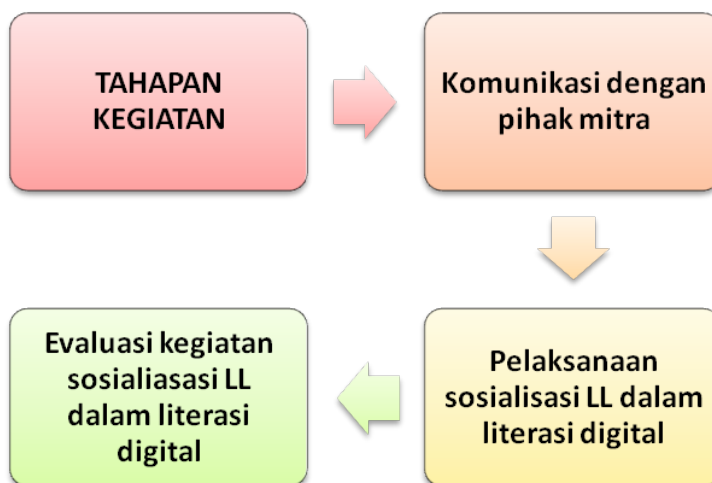 TAHAPAN
KEGIATAN
Komunikasi dengan
pihak mitra
Pelaksanaan
sosialisasi LL dalam
literasi digital
Evaluasi kegiatan
sosialiasasi LL
dalam literasi
digital